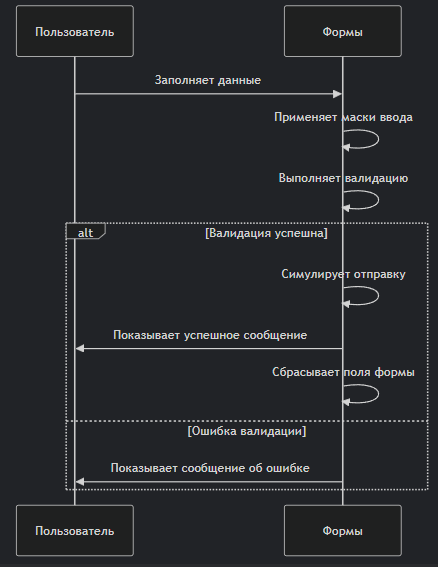 Пользователь
Формы
Заполняет данные
Применяет маски ввода
Выполняет валидацию
alt
[Валидация успешна]
Симулирует отправку
Показывает успешное сообщение
Сбрасывает поля формы
[Ошибка валидации]
Показывает сообщение об ошибке
Пользователь
Формы